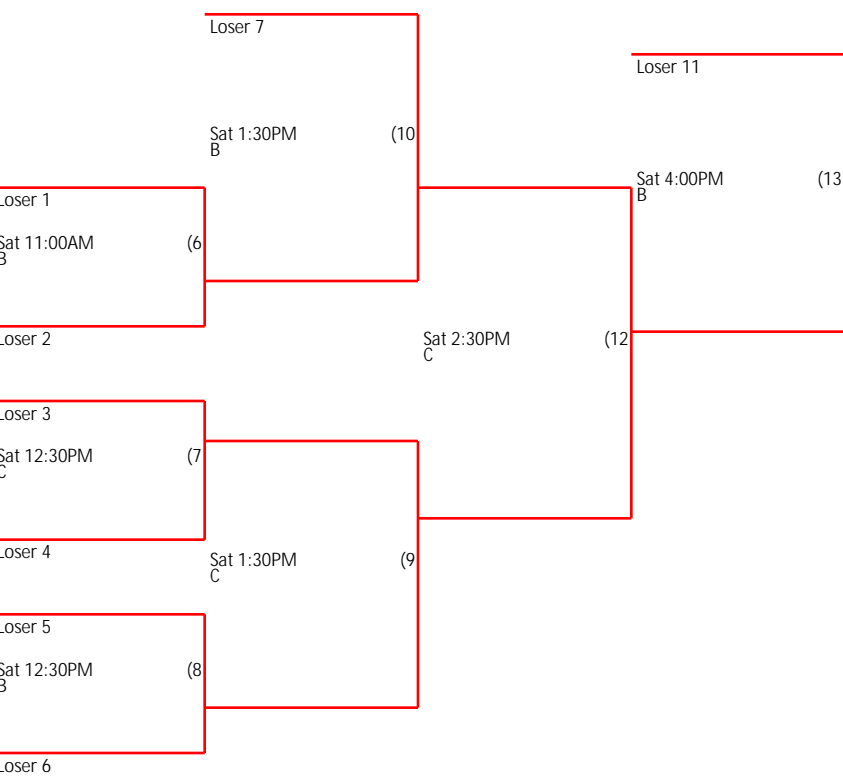 Loser 7
Loser 11
Sat 1:30PM (10
B
Sat 4:00PM (13
B
Loser 1
Sat 11:00AM (6
B
Loser 2
Sat 2:30PM (12
C
Loser 3
Sat 12:30PM (7
C
Loser 4
Sat 1:30PM (9
C
Loser 5
Sat 12:30PM (8
B
Loser 6